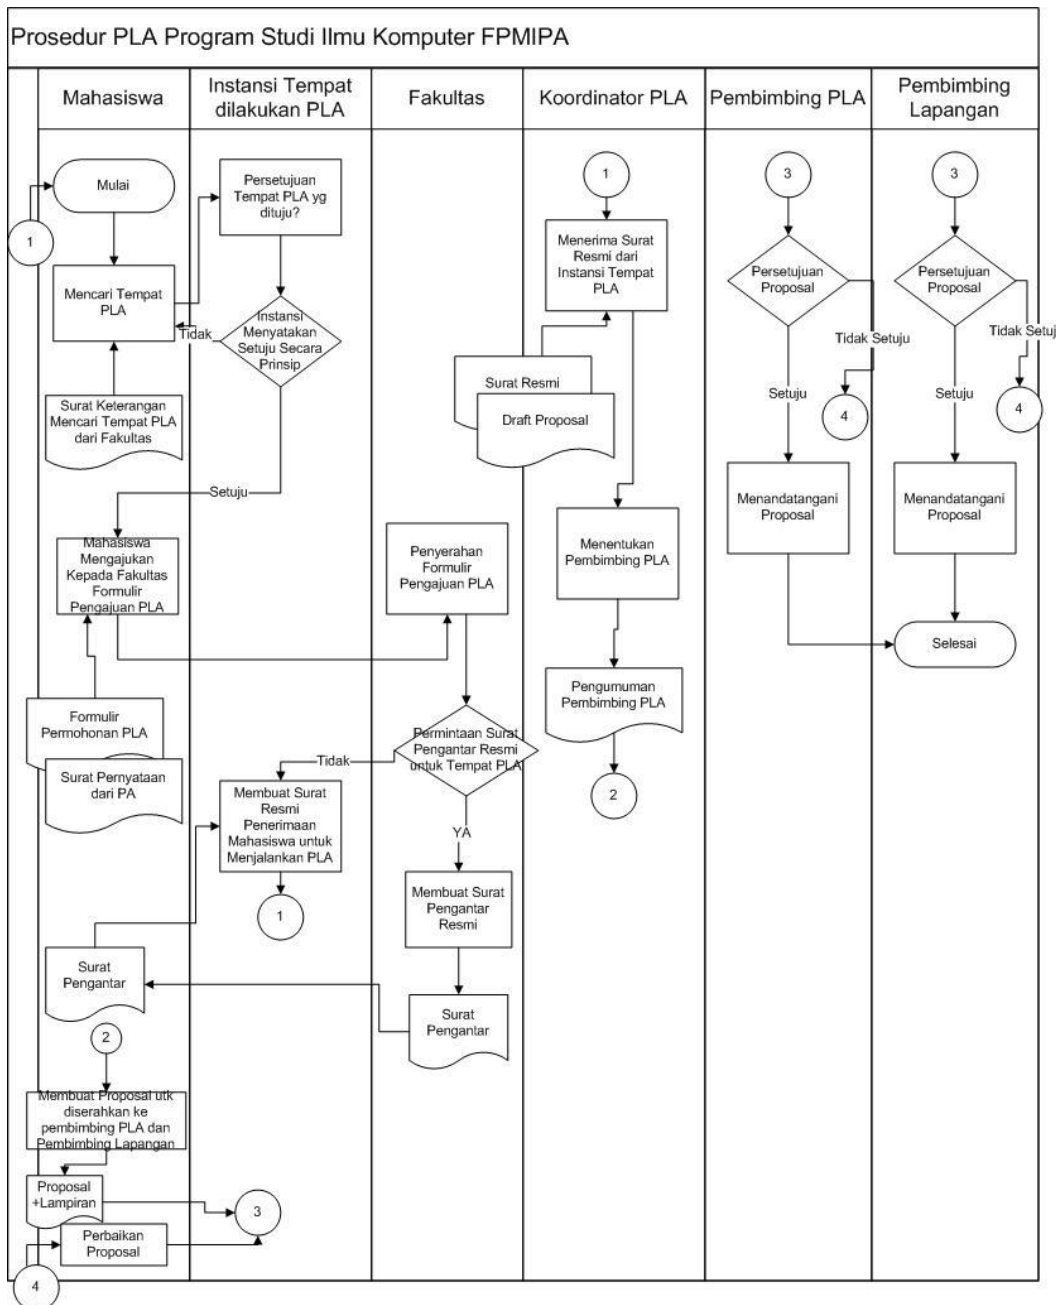 Prosedur PLA Program Studi Ilmu Komputer FPMIPA
Mahasiswa
Instansi Tempat
dilakukan PLA
Fakultas
Koordinator PLA
Pembimbing PLA
Pembimbing
Lapangan
Mulai
1
Mencari Tempat
PLA
Surat Keterangan
Mencari Tempat PLA
dari Fakultas
Persetujuan
Tempat PLA yg
dituju?
Instansi
Menyatakan
Setuju Secara
Prinsip
Tidak
Setuju
Mahasiswa
Mengajukan
Kepada Fakultas
Formulir
Pengajuan PLA
Formulir
Permohonan PLA
Surat Pernyataan
dari PA
Penyerahan
Formulir
Pengajuan PLA
Permintaan Surat
Pengantar Resmi
untuk Tempat PLA
Tidak
YA
Membuat Surat
Resmi
Penerimaan
Mahasiswa untuk
Menjalankan PLA
1
Membuat Surat
Pengantar
Resmi
Surat
Pengantar
Surat
Pengantar
2
Membuat Proposal utk
diserahkan ke
pembimbing PLA dan
Pembimbing Lapangan
Proposal
+Lampiran
3
Perbaikan
Proposal
4
1
Menerima Surat
Resmi dari
Instansi Tempat
PLA
Surat Resmi
Draft Proposal
Menentukan
Pembimbing PLA
Pengumuman
Pembimbing PLA
2
3
Persetujuan
Proposal
Tidak Setuju
Setuju
4
Menandatangani
Proposal
3
Persetujuan
Proposal
Tidak Setuj
Setuju
4
Menandatangani
Proposal
Selesai